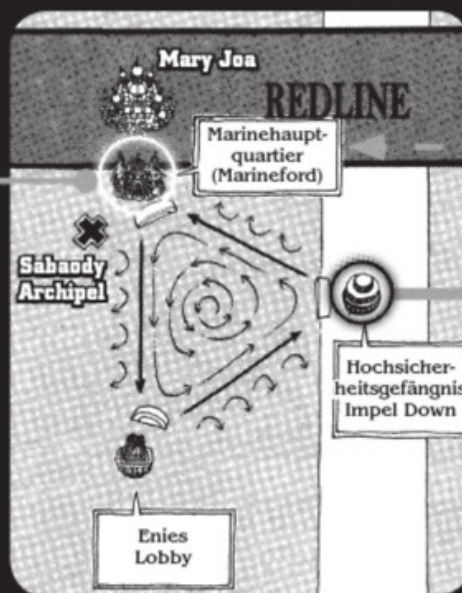 Mary Joa
REDLINE
Marinehaupt-
quartier
(Marineford)
Sabaody
Archipel
Hochsicher-
heitsgefängnis
Impel Down
Enies
Lobby